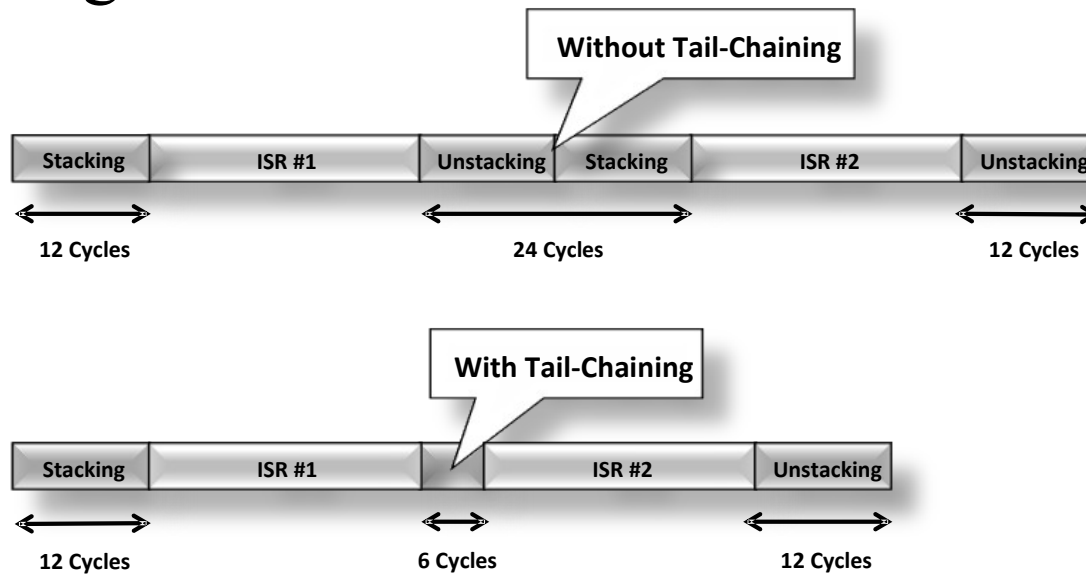 Without Tail-Chaining
Stacking ISR #1 Unstacking Stacking ISR #2 Unstacking
12 Cycles 24 Cycles 12 Cycles
With Tail-Chaining
Stacking ISR #1 ISR #2 Unstacking
12 Cycles 6 Cycles 12 Cycles